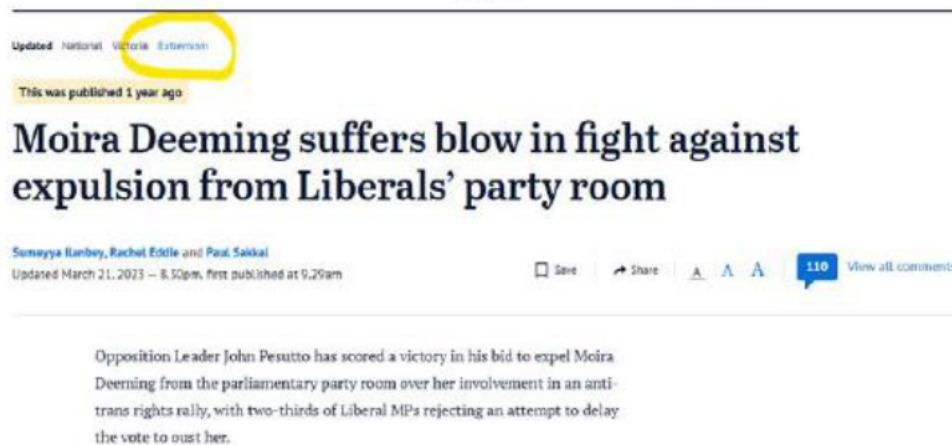 Updated National Victoria Extremism
This was published 1 year ago
Moira Deeming suffers blow in fight against
expulsion from Liberals’ party room
Sumeyya Ilanbey, Rachel Eddie and Paul Sakkal
Updated March 21, 2023 — 8.30pm, first published at 9.29am
Save Share A A A 110 View all comments
Opposition Leader John Pesutto has scored a victory in his bid to expel Moira
Deeming from the parliamentary party room over her involvement in an anti-
trans rights rally, with two-thirds of Liberal MPs rejecting an attempt to delay
the vote to oust her.